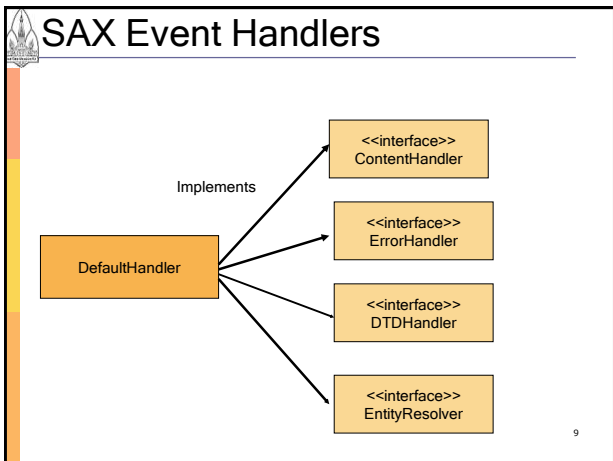 SAX Event Handlers
<<interface>>
ContentHandler
Implements
<<interface>>
ErrorHandler
DefaultHandler
<<interface>>
DTDHandler
<<interface>>
EntityResolver
9